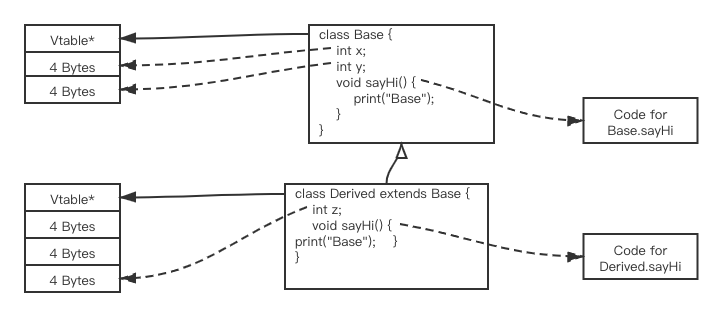 Vtable*
4 Bytes
4 Bytes
class Base {
int x;
int y;
void sayHi() {
print("Base");
}
}
Code for
Base.sayHi
Vtable*
4 Bytes
4 Bytes
4 Bytes
class Derived extends Base {
int z;
void sayHi() {
print("Base"); }
}
Code for
Derived.sayHi